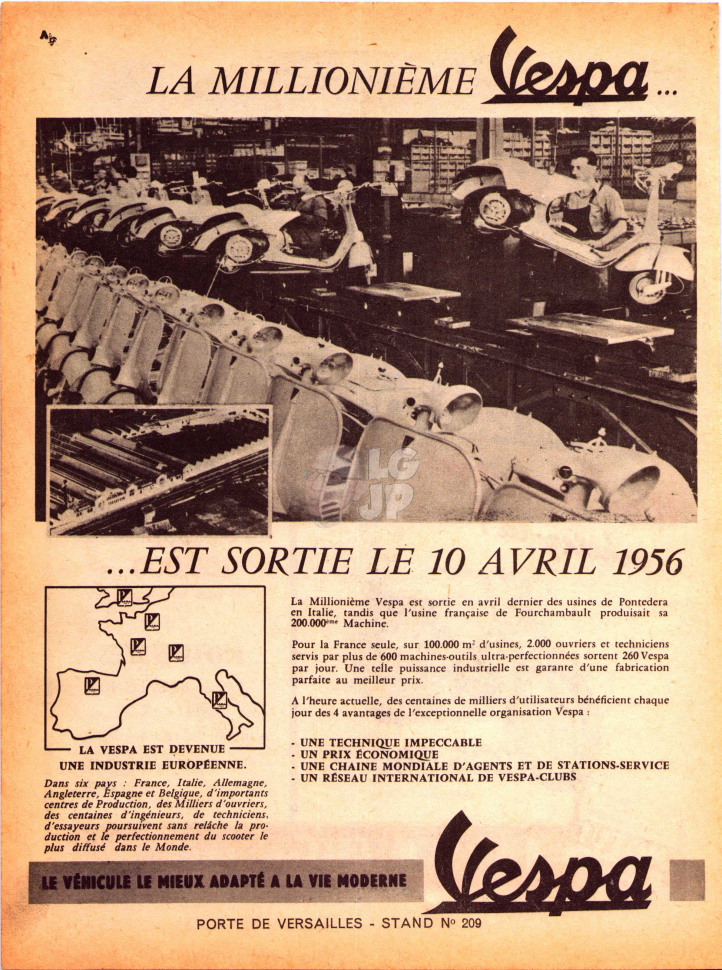 LA MILLIONIÈME Vespa...
LG
JP
...EST SORTIE LE 10 AVRIL 1956
La Millionième Vespa est sortie en avril dernier des usines de Pontedera
en Italie, tandis que l'usine française de Fourchambault produisait sa
200.000ème Machine.
Pour la France seule, sur 100.000 m² d'usines, 2.000 ouvriers et techniciens
servis par plus de 600 machines-outils ultra-perfectionnées sortent 260 Vespa
par jour. Une telle puissance industrielle est garante d'une fabrication
parfaite au meilleur prix.
A l'heure actuelle, des centaines de milliers d'utilisateurs bénéficient chaque
jour des 4 avantages de l'exceptionnelle organisation Vespa :
- UNE TECHNIQUE IMPECCABLE
- UN PRIX ÉCONOMIQUE
- UNE CHAINE MONDIALE D'AGENTS ET DE STATIONS-SERVICE
- UN RÉSEAU INTERNATIONAL DE VESPA-CLUBS
LA VESPA EST DEVENUE
UNE INDUSTRIE EUROPÉENNE.
Dans six pays : France, Italie, Allemagne,
Angleterre, Espagne et Belgique, d'importants
centres de Production, des Milliers d'ouvriers,
des centaines d'ingénieurs, de techniciens,
d'essayeurs poursuivent sans relâche la pro-
duction et le perfectionnement du scooter le
plus diffusé dans le Monde.
LE VÉHICULE LE MIEUX ADAPTÉ A LA VIE MODERNE
Vespa
PORTE DE VERSAILLES - STAND No 209